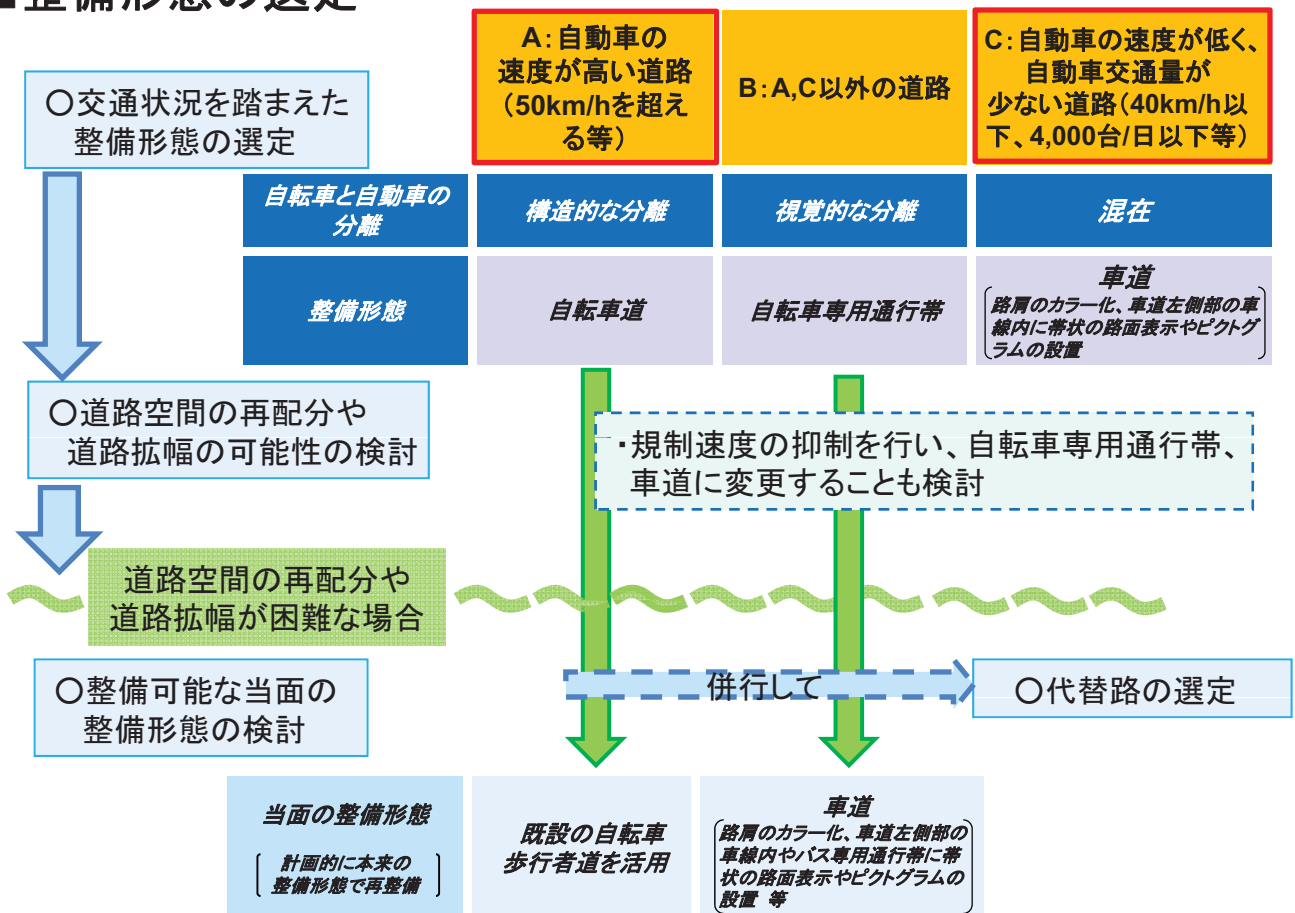 ■整備形態の選定
○交通状況を踏まえた
整備形態の選定
A：自動車の
速度が高い道路
（50km/hを超え
る等）
B：A,C以外の道路
C：自動車の速度が低く、
自動車交通量が
少ない道路（40km/h以
下、4,000台/日以下等）
自転車と自動車の
分離
構造的な分離
視覚的な分離
混在
整備形態
自転車道
自転車専用通行帯
車道
路肩のカラー化、車道左側部の車
線内に帯状の路面表示やピクトグ
ラムの設置
○道路空間の再配分や
道路拡幅の可能性の検討
・規制速度の抑制を行い、自転車専用通行帯、
車道に変更することも検討
道路空間の再配分や
道路拡幅が困難な場合
○整備可能な当面の
整備形態の検討
併行して
○代替路の選定
当面の整備形態
計画的に本来の
整備形態で再整備
既設の自転車
歩行者道を活用
車道
路肩のカラー化、車道左側部の
車線内やバス専用通行帯に帯
状の路面表示やピクトグラムの
設置 等